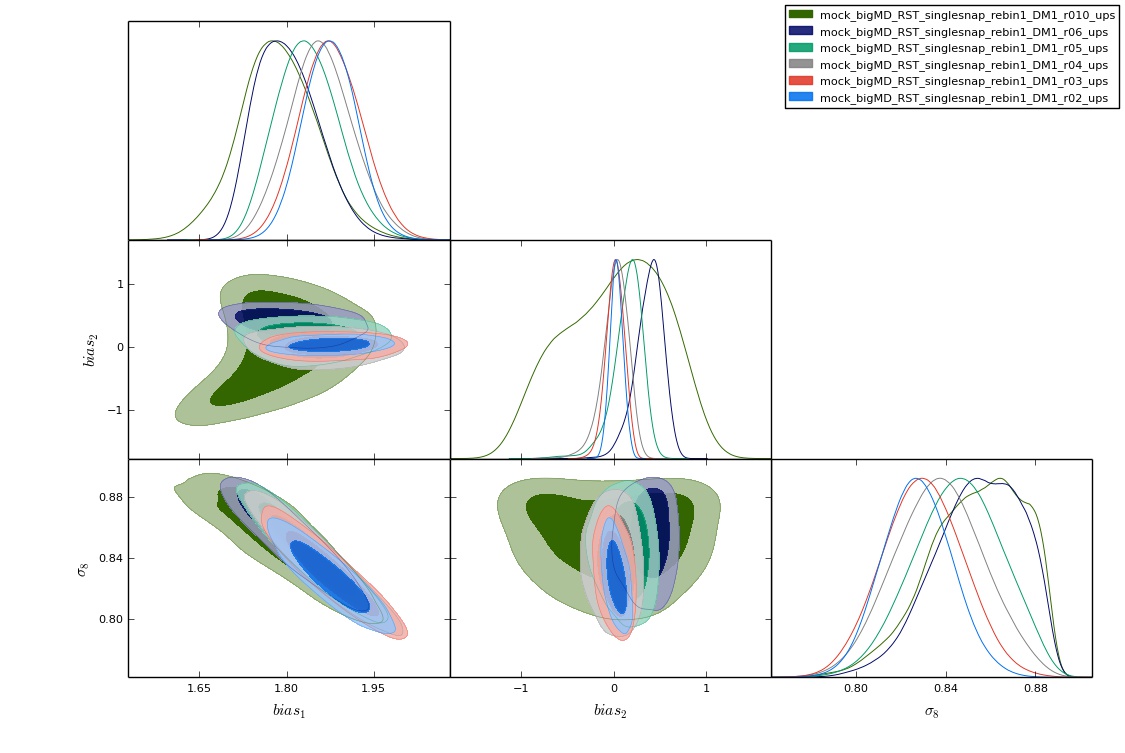 mock_bigMD_RST_singlesnap_rebin1_DM1_r010_ups
mock_bigMD_RST_singlesnap_rebin1_DM1_r06_ups
mock_bigMD_RST_singlesnap_rebin1_DM1_r05_ups
mock_bigMD_RST_singlesnap_rebin1_DM1_r04_ups
mock_bigMD_RST_singlesnap_rebin1_DM1_r03_ups
mock_bigMD_RST_singlesnap_rebin1_DM1_r02_ups
1
0
−1
bias₂
0.88
0.84
0.80
σ₈
1.65 1.80 1.95
−1 0 1
0.80 0.84 0.88
bias₁
bias₂
σ₈